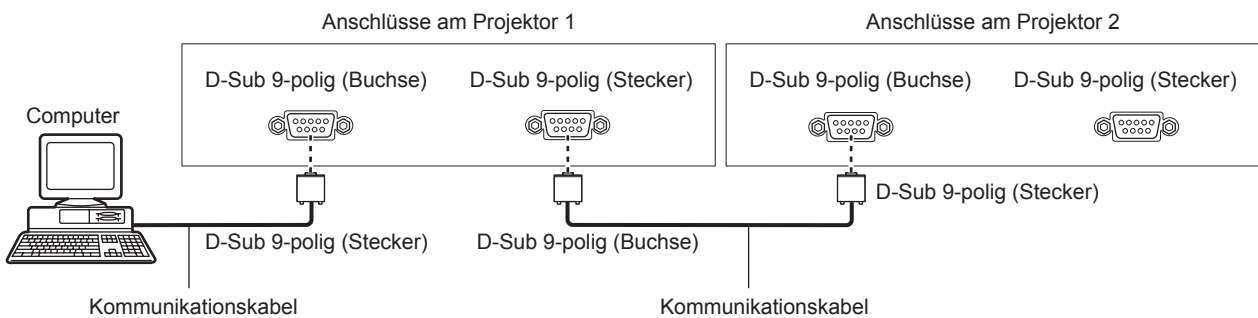 Anschlüsse am Projektor 1
Anschlüsse am Projektor 2
D-Sub 9-polig (Buchse)
D-Sub 9-polig (Stecker)
D-Sub 9-polig (Buchse)
D-Sub 9-polig (Stecker)
Computer
D-Sub 9-polig (Stecker)
D-Sub 9-polig (Stecker)
D-Sub 9-polig (Buchse)
Kommunikationskabel
Kommunikationskabel